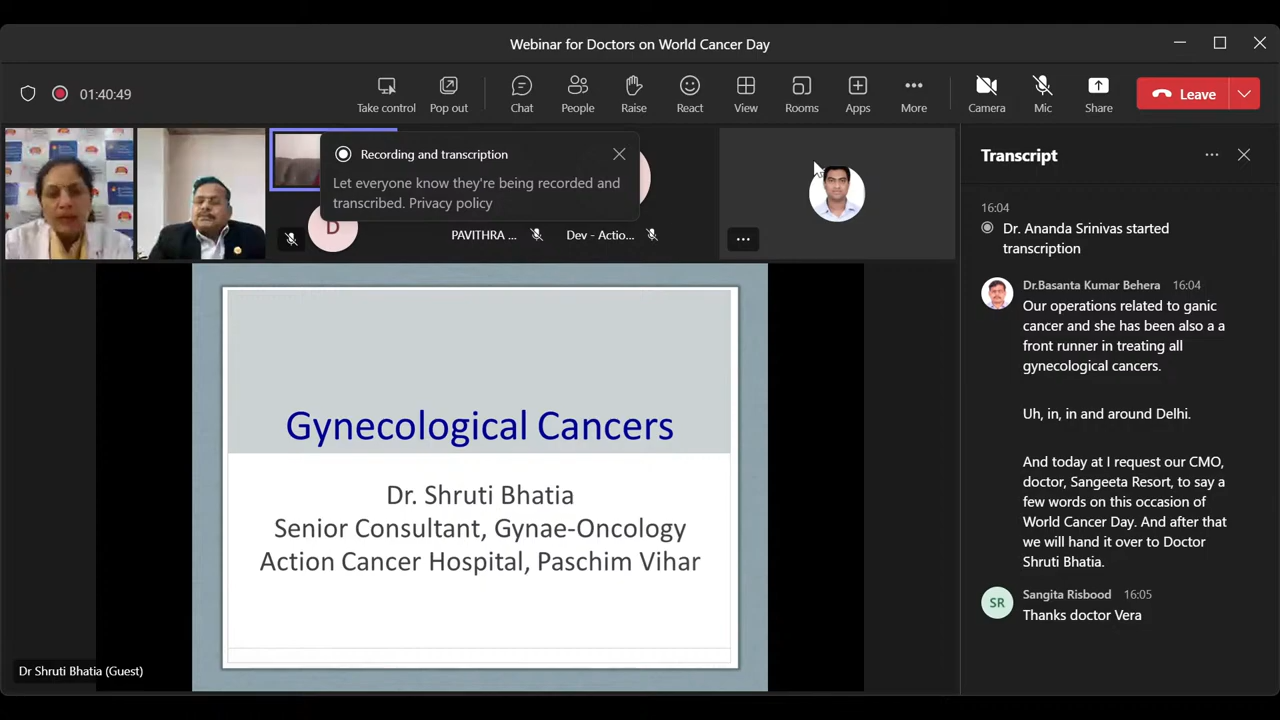 Webinar for Doctors on World Cancer Day
01:40:49
Take control
Pop out
Chat
People
Raise
React
View
Rooms
Apps
More
Camera
Mic
Share
Leave
Recording and transcription
Let everyone know they're being recorded and
transcribed. Privacy policy
D
PAVITHRA ...
Dev - Actio...
Gynecological Cancers
Dr. Shruti Bhatia
Senior Consultant, Gynae-Oncology
Action Cancer Hospital, Paschim Vihar
Dr Shruti Bhatia (Guest)
Transcript
16:04
Dr. Ananda Srinivas started
transcription
Dr.Basanta Kumar Behera 16:04
Our operations related to ganic
cancer and she has been also a a
front runner in treating all
gynecological cancers.
Uh, in, in and around Delhi.
And today at I request our CMO,
doctor, Sangeeta Resort, to say a
few words on this occasion of
World Cancer Day. And after that
we will hand it over to Doctor
Shruti Bhatia.
SR
Sangita Risbood 16:05
Thanks doctor Vera